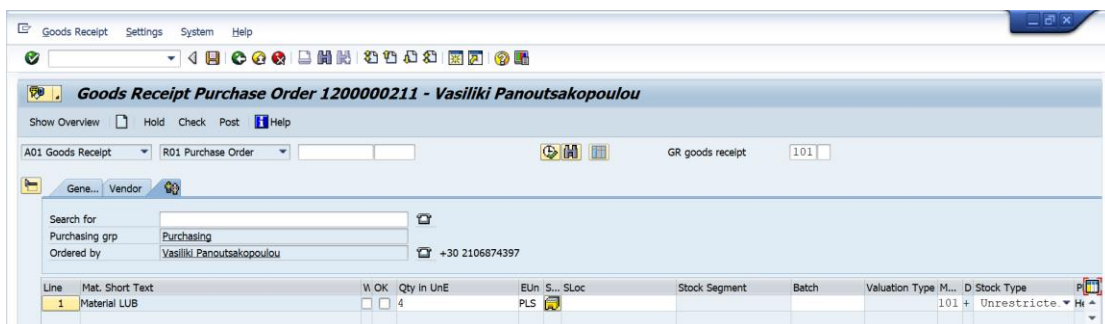 Goods Receipt Settings System Help
Goods Receipt Purchase Order 1200000211 - Vasiliki Panoutsakopoulou
Show Overview Hold Check Post Help
A01 Goods Receipt R01 Purchase Order GR goods receipt 101
Gene... Vendor
Search for
Purchasing grp Purchasing
Ordered by Vasiliki Panoutsakopoulou +30 2106874397
Line Mat. Short Text OK Qty in UnE EUn S... SLoc Stock Segment Batch Valuation Type M... D Stock Type P
1 Material LUB 4 PLS 101 + Unrestricte.